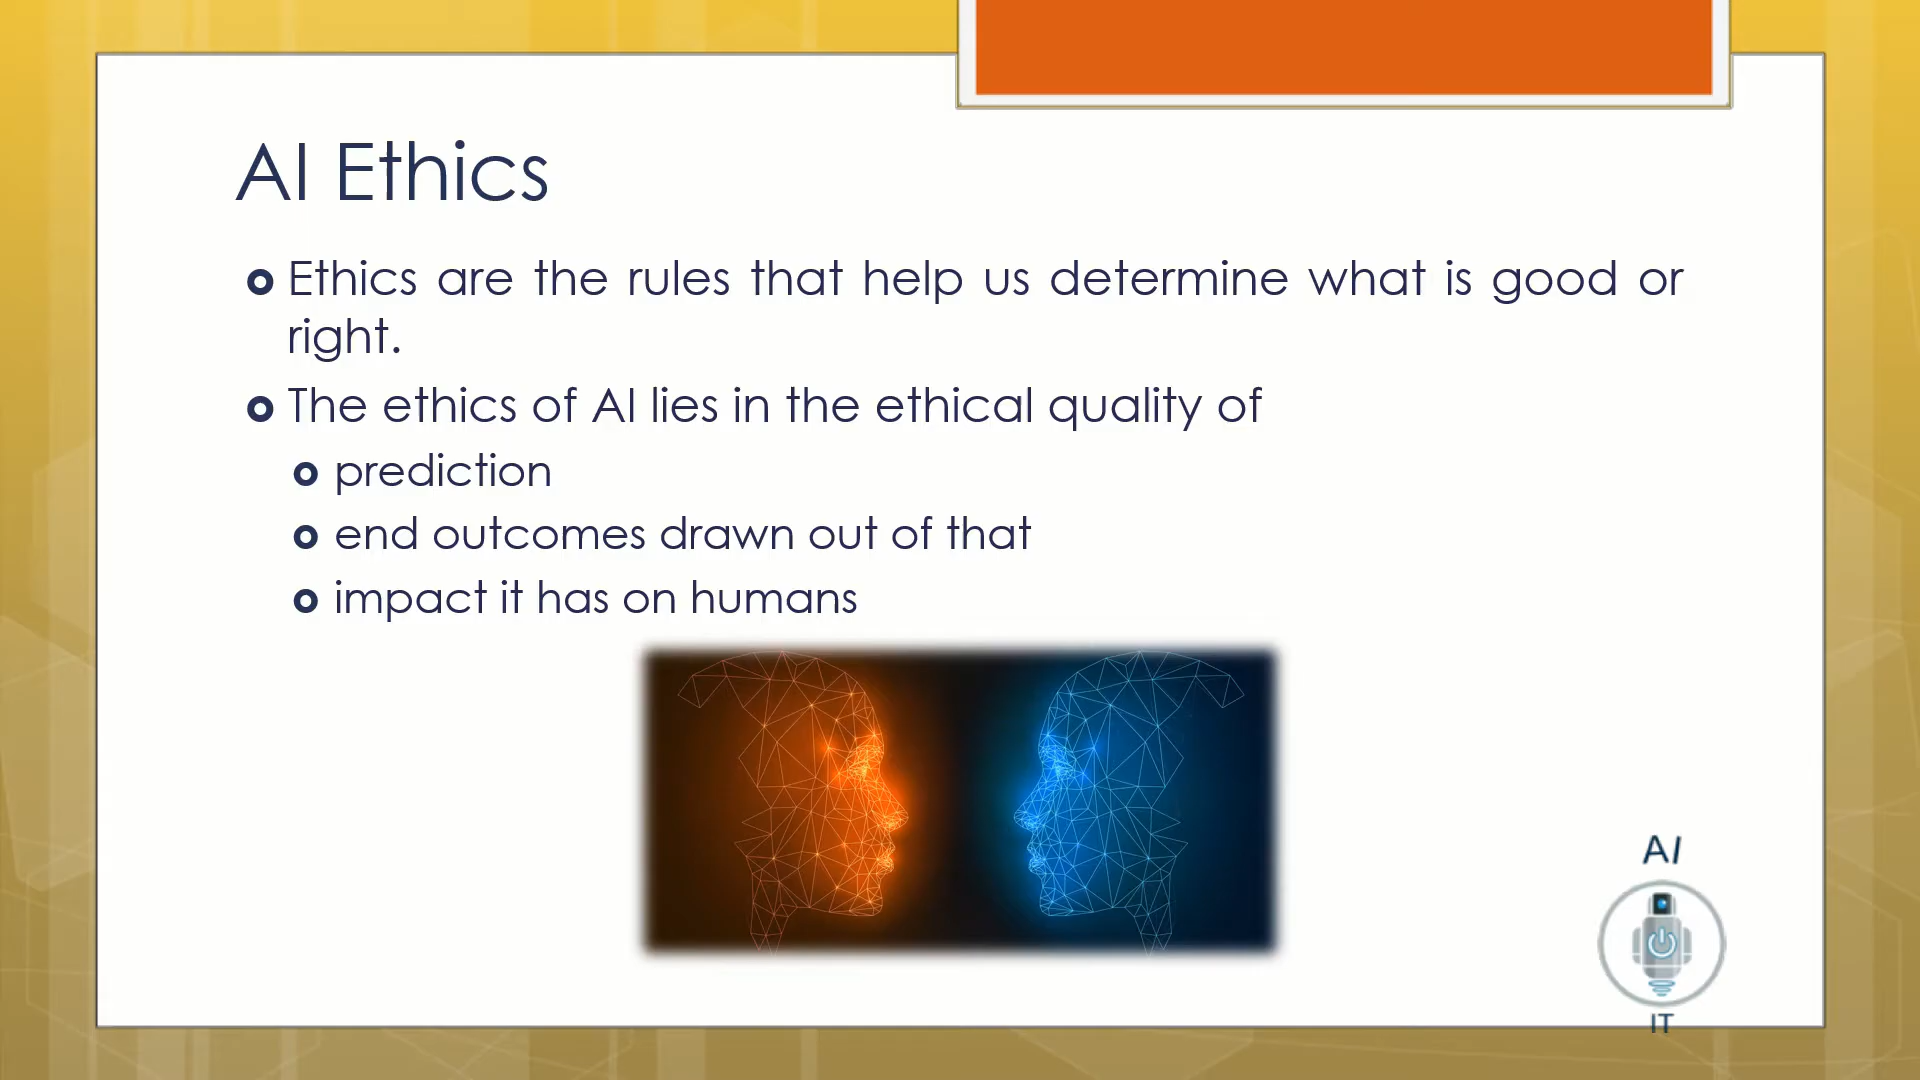 AI Ethics
Ethics are the rules that help us determine what is good or
right.
The ethics of AI lies in the ethical quality of
prediction
end outcomes drawn out of that
impact it has on humans
AI
IT